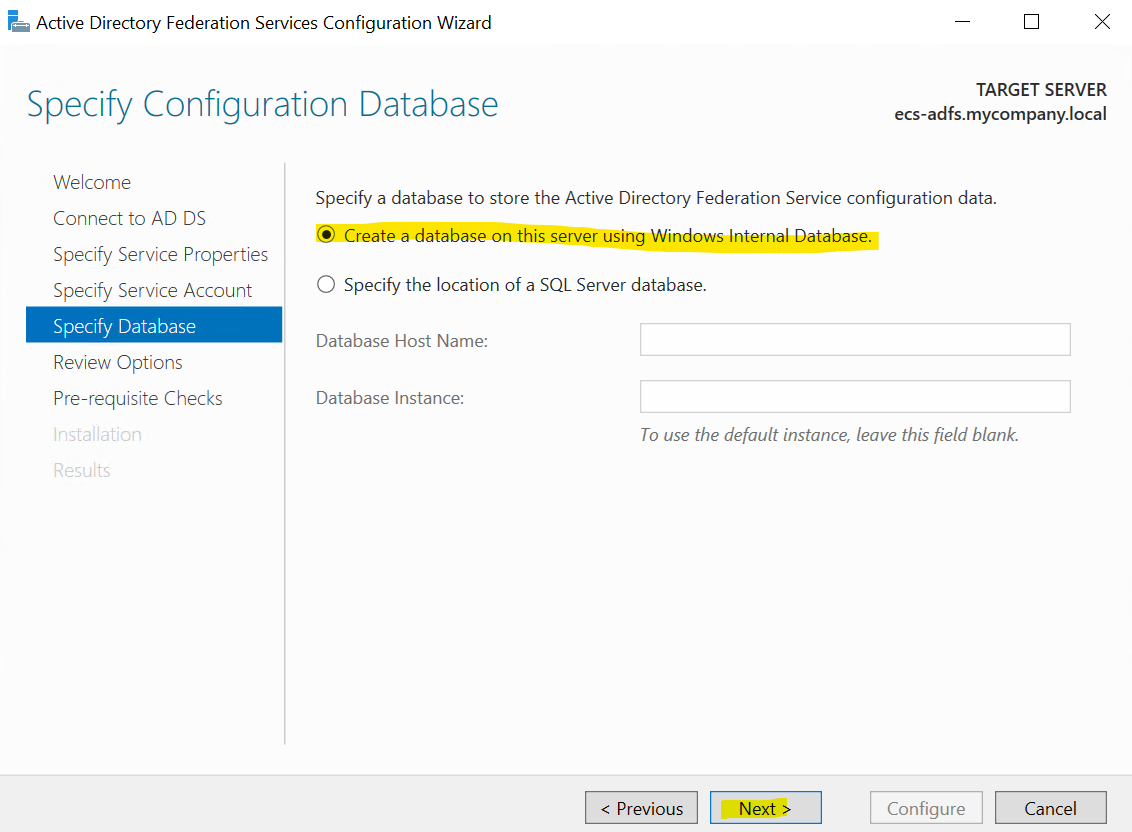 Active Directory Federation Services Configuration Wizard
Specify Configuration Database
TARGET SERVER
ecs-adfs.mycompany.local
Welcome
Connect to AD DS
Specify Service Properties
Specify Service Account
Specify Database
Review Options
Pre-requisite Checks
Installation
Results
Specify a database to store the Active Directory Federation Service configuration data.
Create a database on this server using Windows Internal Database.
Specify the location of a SQL Server database.
Database Host Name:
Database Instance:
To use the default instance, leave this field blank.
< Previous
Next >
Configure
Cancel